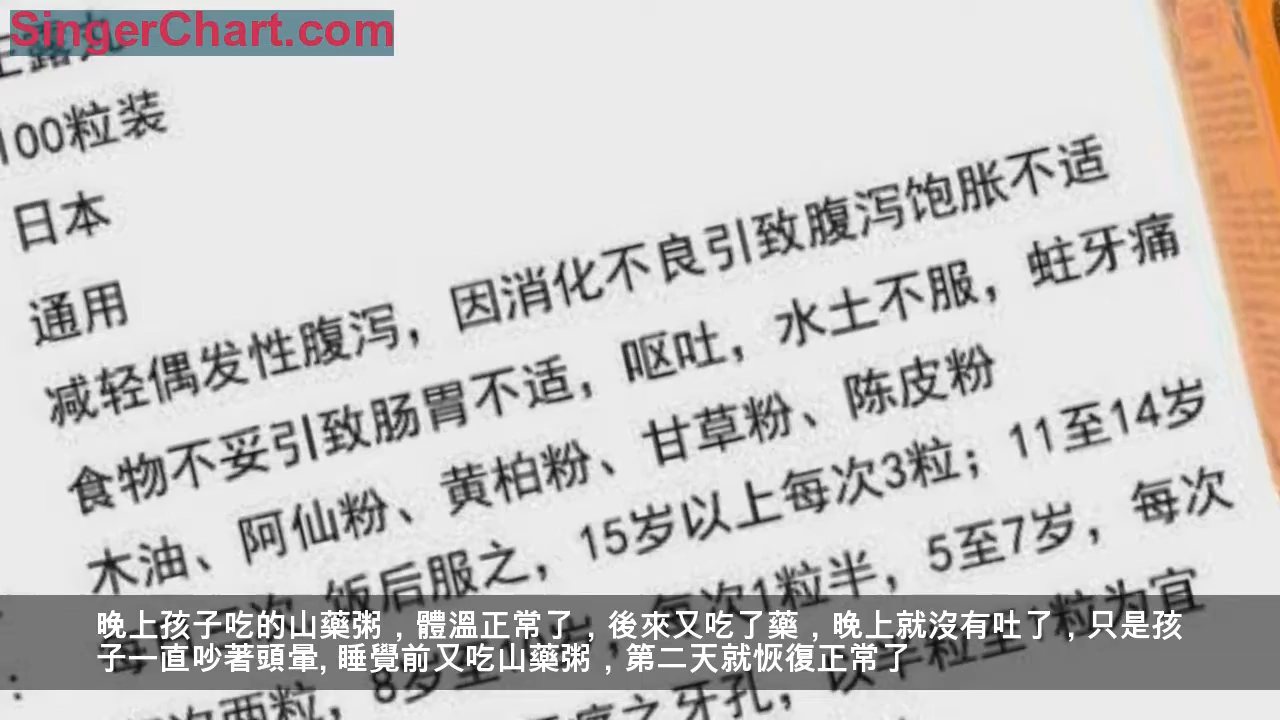 SingerChart.com
100粒装
日本
通用
减轻偶发性腹泻，因消化不良引致腹泻饱胀不适
食物不妥引致肠胃不适，呕吐，水土不服，蛀牙痛
木油、阿仙粉、黄柏粉、甘草粉、陈皮粉
饭后服之，15岁以上每次3粒；11至14岁
每次1粒半，5至7岁，每次
晚上孩子吃的山藥粥，體溫正常了，後來又吃了藥，晚上就沒有吐了，只是孩
子一直吵著頭暈, 睡覺前又吃山藥粥，第二天就恢復正常了